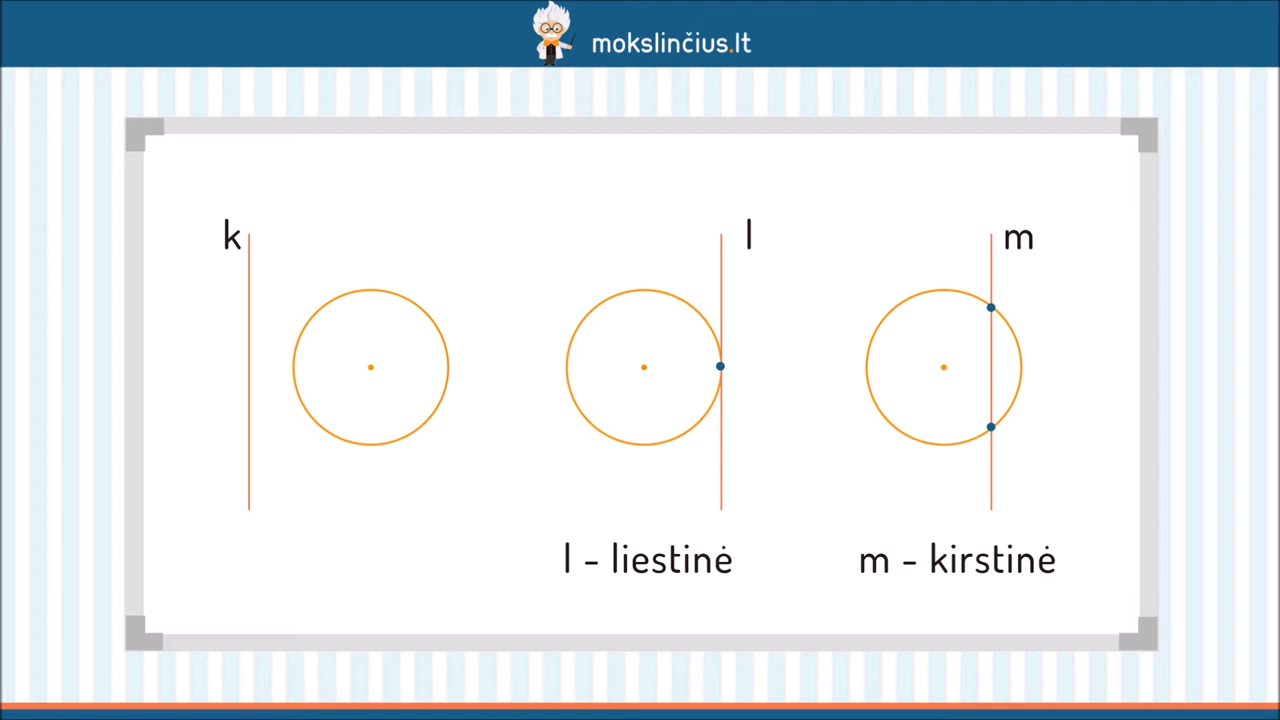 mokslinčius.lt
k
l
m
l - liestinė
m - kirstinė